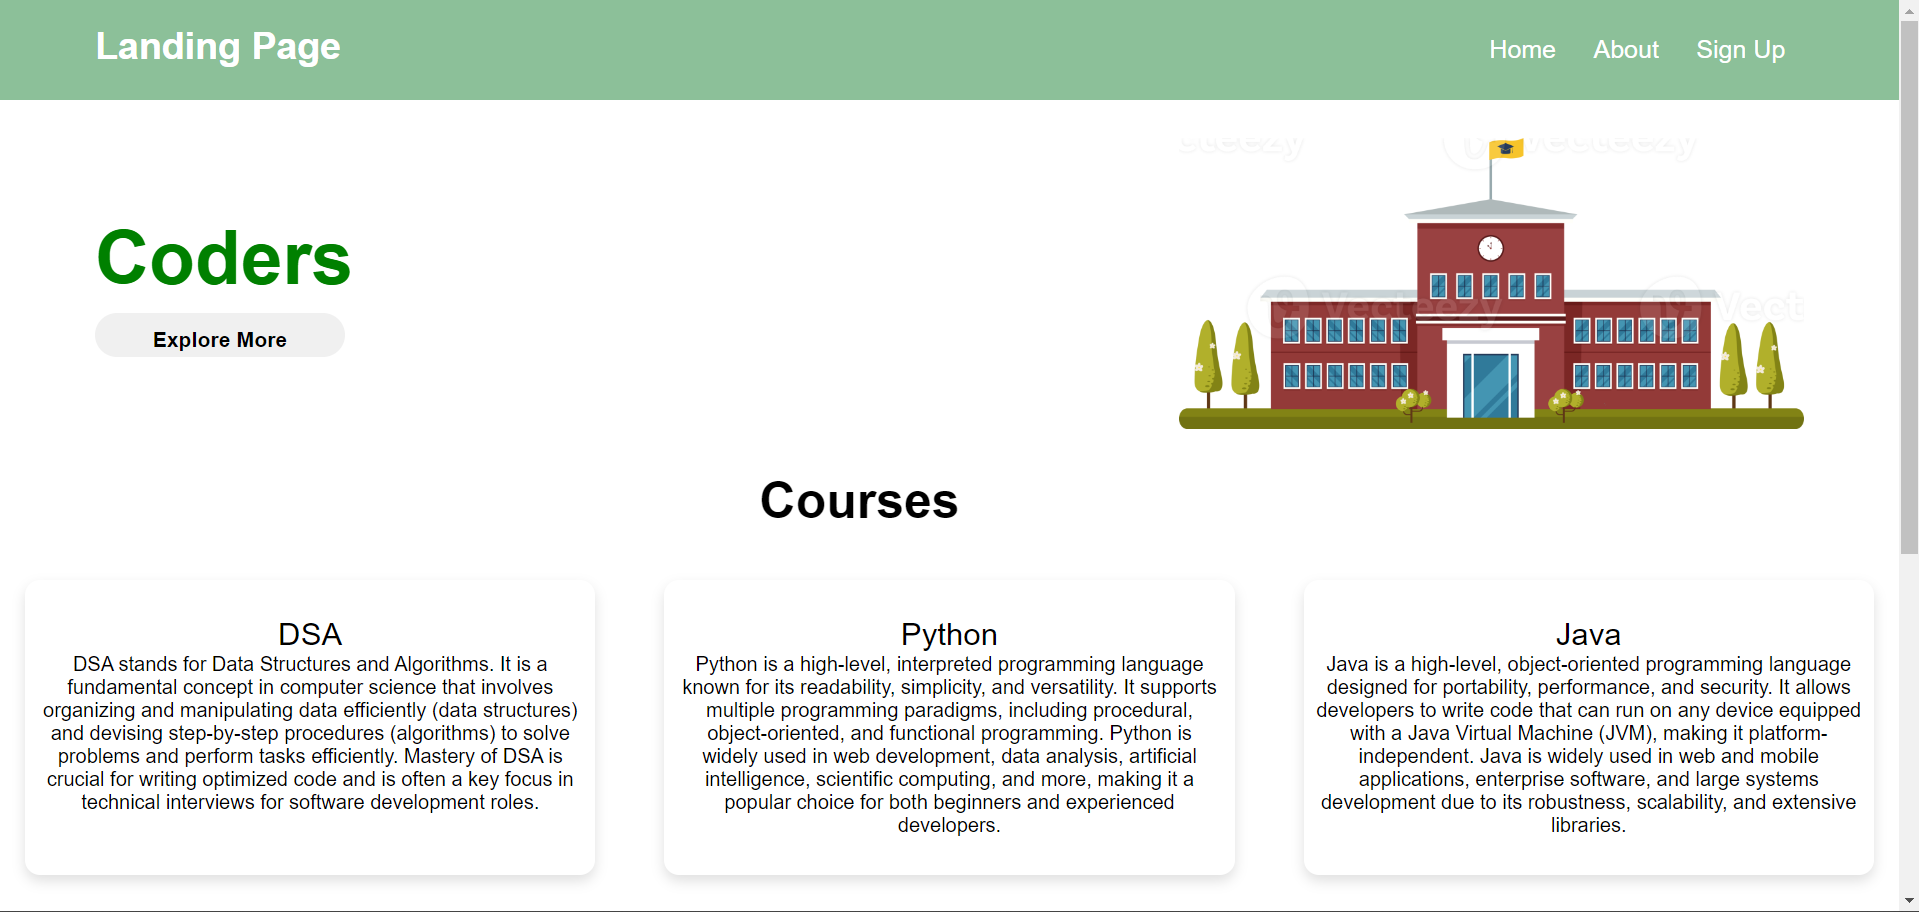 Landing Page
Home
About
Sign Up
Vecteezy
Coders
Explore More
Vecteezy
Vect
Courses
DSA
DSA stands for Data Structures and Algorithms. It is a
fundamental concept in computer science that involves
organizing and manipulating data efficiently (data structures)
and devising step-by-step procedures (algorithms) to solve
problems and perform tasks efficiently. Mastery of DSA is
crucial for writing optimized code and is often a key focus in
technical interviews for software development roles.
Python
Python is a high-level, interpreted programming language
known for its readability, simplicity, and versatility. It supports
multiple programming paradigms, including procedural,
object-oriented, and functional programming. Python is
widely used in web development, data analysis, artificial
intelligence, scientific computing, and more, making it a
popular choice for both beginners and experienced
developers.
Java
Java is a high-level, object-oriented programming language
designed for portability, performance, and security. It allows
developers to write code that can run on any device equipped
with a Java Virtual Machine (JVM), making it platform-
independent. Java is widely used in web and mobile
applications, enterprise software, and large systems
development due to its robustness, scalability, and extensive
libraries.